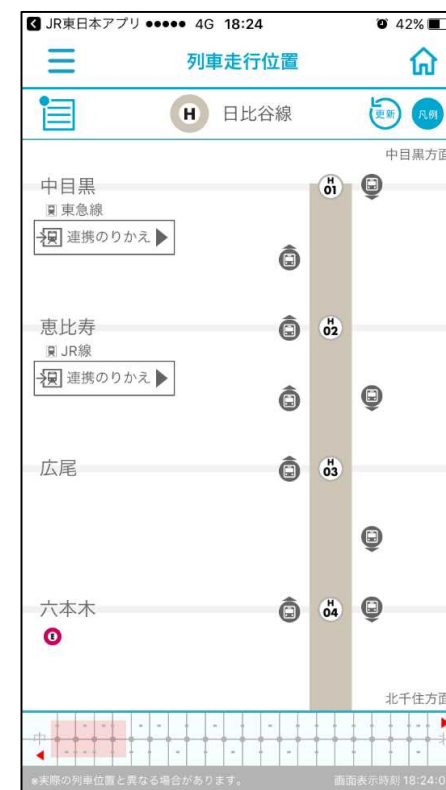 JR東日本アプリ 4G 18:24 42%
列車走行位置
H 日比谷線 更新 凡例
中目黒方面
中目黒 H 01
東急線
連携のりかえ
恵比寿 H 02
JR線
連携のりかえ
広尾 H 03
六本木 H 04
E
北千住方面
中 北
※実際の列車位置と異なる場合があります。 画面表示時刻 18:24:0